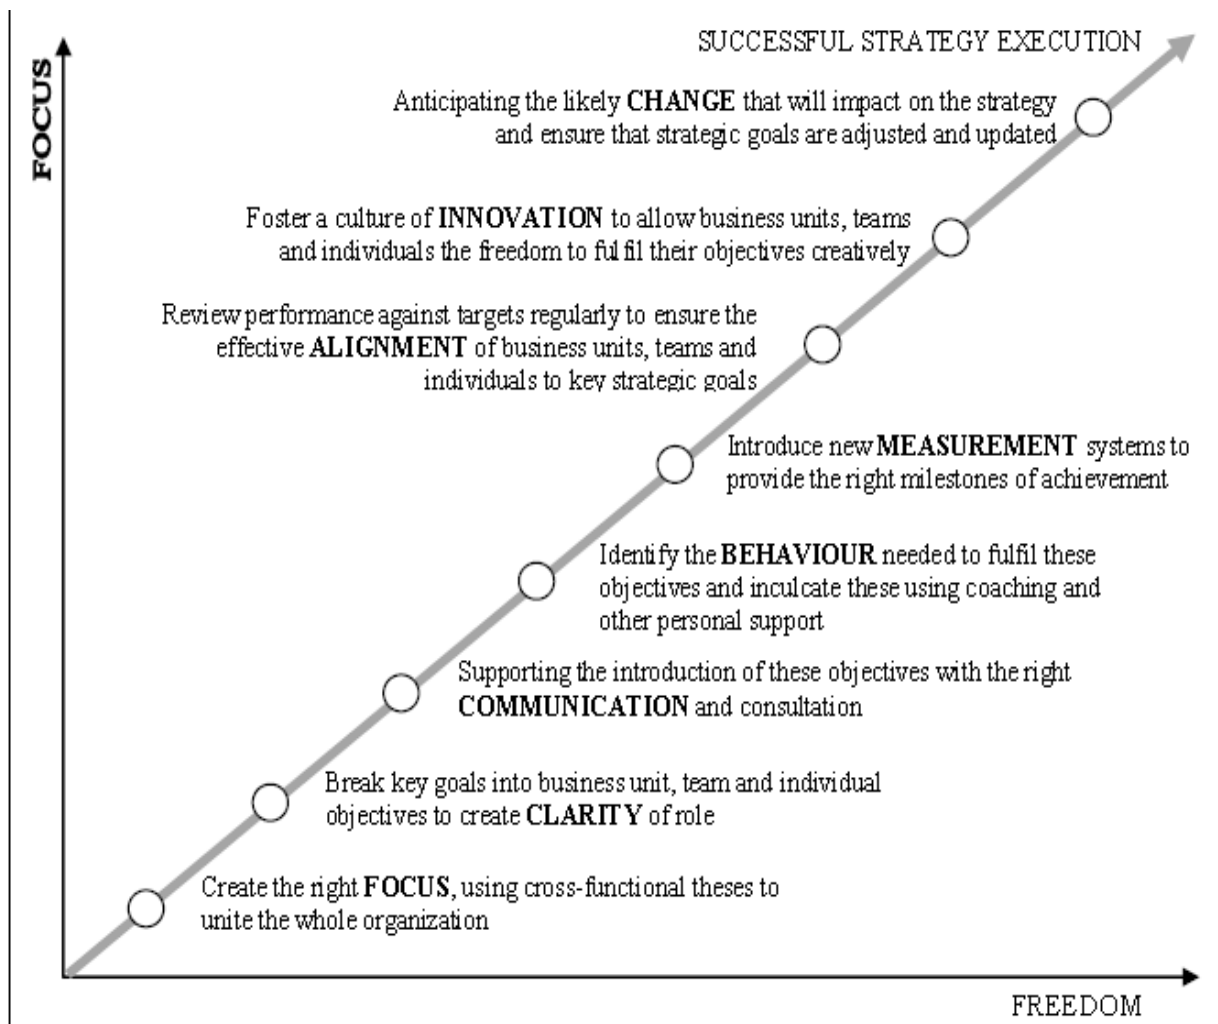 SUCCESSFUL STRATEGY EXECUTION
FOCUS
Anticipating the likely CHANGE that will impact on the strategy
and ensure that strategic goals are adjusted and updated
Foster a culture of INNOVATION to allow business units, teams
and individuals the freedom to fulfil their objectives creatively
Review performance against targets regularly to ensure the
effective ALIGNMENT of business units, teams and
individuals to key strategic goals
Introduce new MEASUREMENT systems to
provide the right milestones of achievement
Identify the BEHAVIOUR needed to fulfil these
objectives and inculcate these using coaching and
other personal support
Supporting the introduction of these objectives with the right
COMMUNICATION and consultation
Break key goals into business unit, team and individual
objectives to create CLARITY of role
Create the right FOCUS, using cross-functional theses to
unite the whole organization
FREEDOM